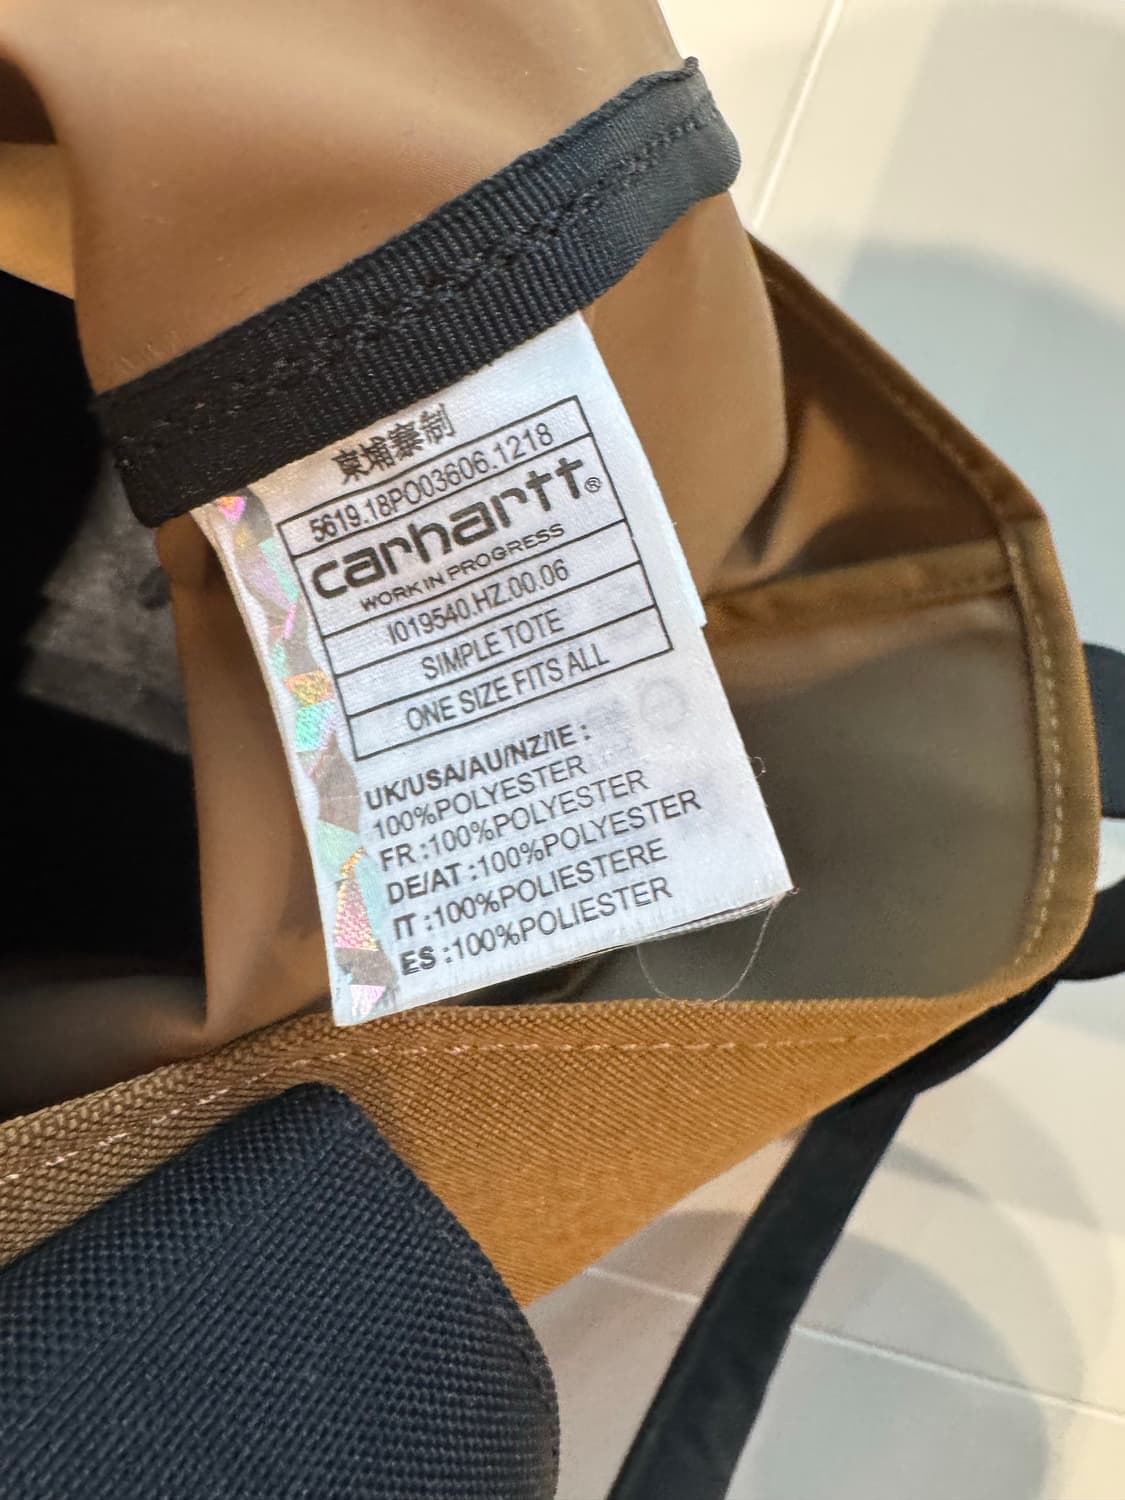 柬埔寨制
5619.18PO03606.1218
carhartt®
WORK IN PROGRESS
I019540.HZ.00.06
SIMPLE TOTE
ONE SIZE FITS ALL
UK/USA/AU/NZ/IE :
100%POLYESTER
FR :100%POLYESTER
DE/AT :100%POLYESTER
IT :100%POLIESTERE
ES :100%POLIESTER